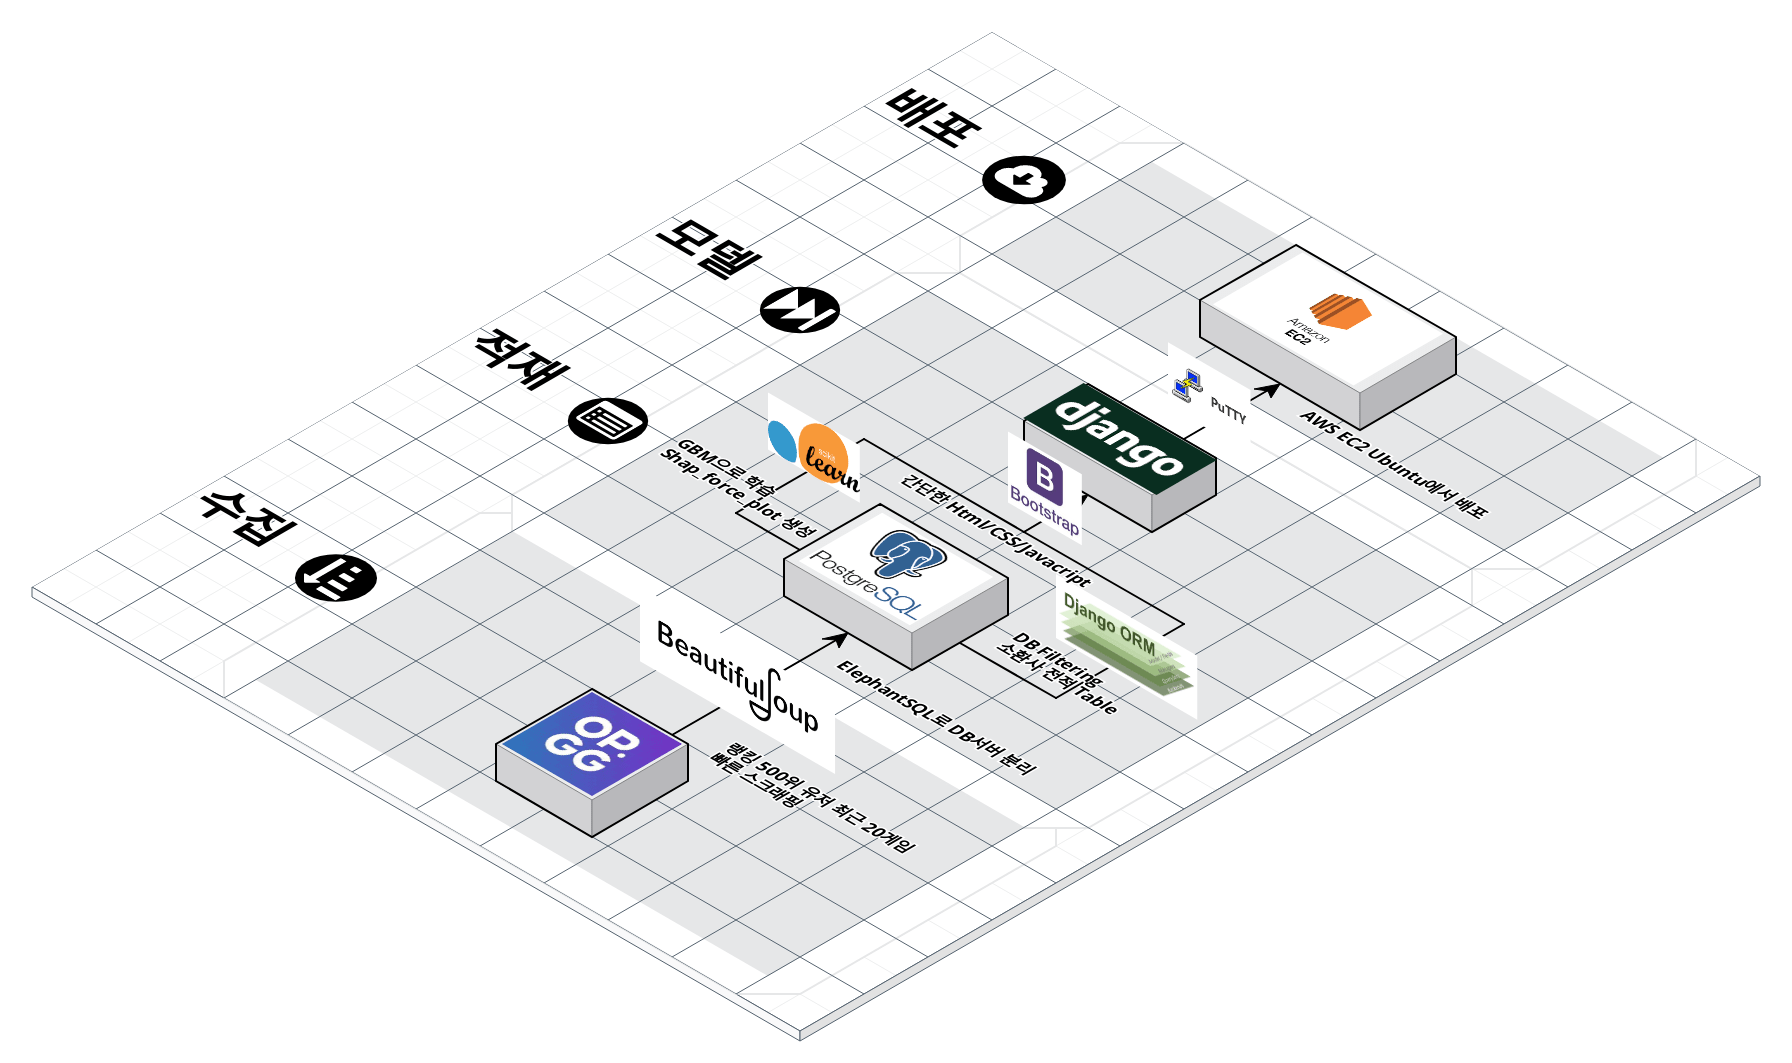 배포
모델
적재
수집
Amazon
EC2
PuTTY
AWS EC2 Ubuntu에서 배포
django
B
Bootstrap
scikit
learn
GBM으로 학습
Shap_force_plot 생성
간단한 Html/CSS/Javacript
PostgreSQL
Django ORM
DB Filtering
소환사 전적 Table
ElephantSQL로 DB서버 분리
BeautifulSoup
OP.
GG
랭킹 500위 유저 최근 20게임
빠른 스크래핑